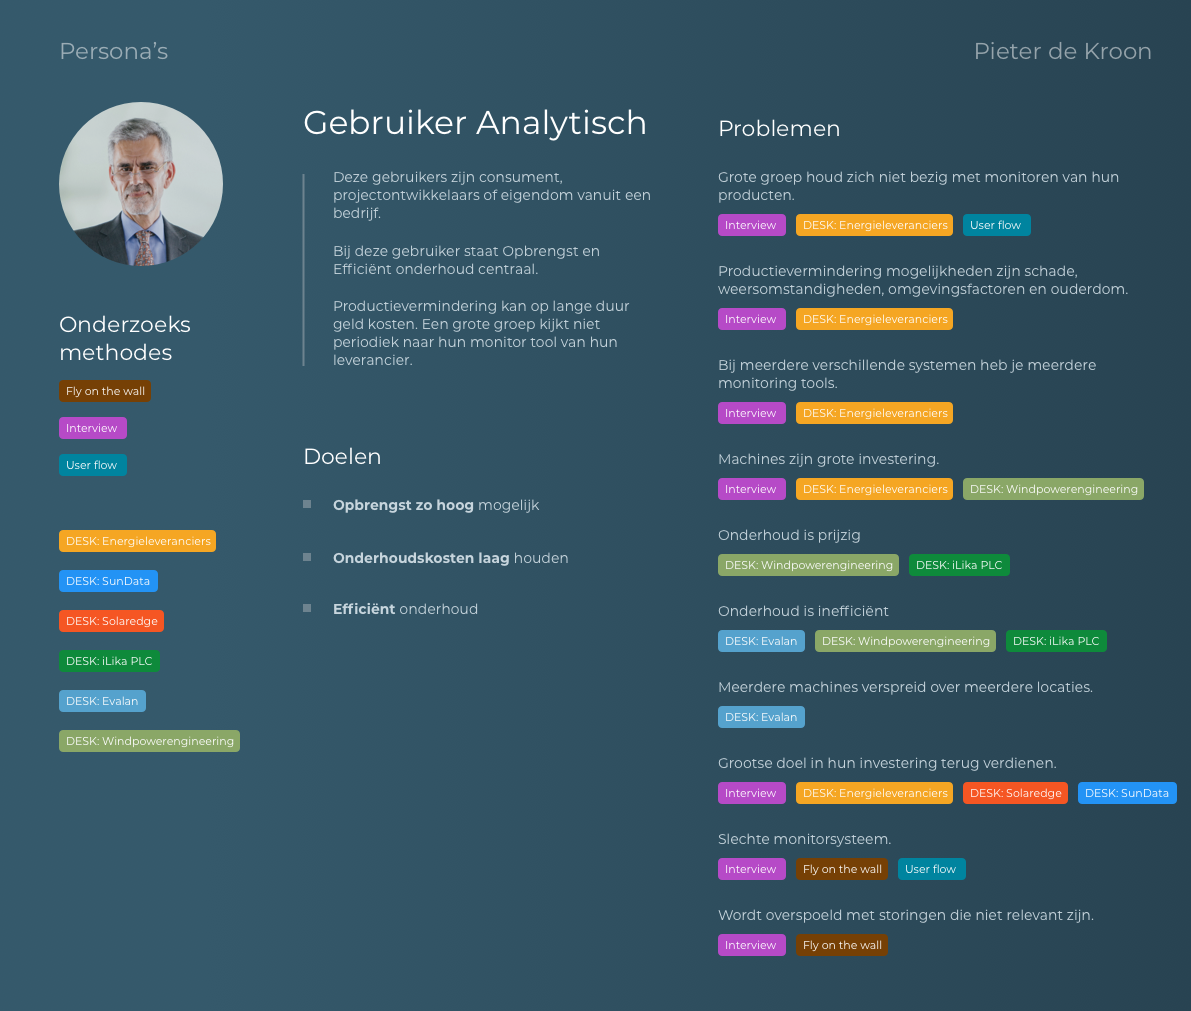 Persona's
Pieter de Kroon
Onderzoeks
methodes
Fly on the wall
Interview
User flow
DESK: Energieleveranciers
DESK: SunData
DESK: Solaredge
DESK: iLika PLC
DESK: Evalan
DESK: Windpowerengineering
Gebruiker Analytisch
Deze gebruikers zijn consument,
projectontwikkelaars of eigendom vanuit een
bedrijf.
Bij deze gebruiker staat Opbrengst en
Efficiënt onderhoud centraal.
Productievermindering kan op lange duur
geld kosten. Een grote groep kijkt niet
periodiek naar hun monitor tool van hun
leverancier.
Doelen
Opbrengst zo hoog mogelijk
Onderhoudskosten laag houden
Efficiënt onderhoud
Problemen
Grote groep houd zich niet bezig met monitoren van hun
producten.
Interview DESK: Energieleveranciers User flow
Productievermindering mogelijkheden zijn schade,
weersomstandigheden, omgevingsfactoren en ouderdom.
Interview DESK: Energieleveranciers
Bij meerdere verschillende systemen heb je meerdere
monitoring tools.
Interview DESK: Energieleveranciers
Machines zijn grote investering.
Interview DESK: Energieleveranciers DESK: Windpowerengineering
Onderhoud is prijzig
DESK: Windpowerengineering DESK: iLika PLC
Onderhoud is inefficiënt
DESK: Evalan DESK: Windpowerengineering DESK: iLika PLC
Meerdere machines verspreid over meerdere locaties.
DESK: Evalan
Grootse doel in hun investering terug verdienen.
Interview DESK: Energieleveranciers DESK: Solaredge DESK: SunData
Slechte monitorsysteem.
Interview Fly on the wall User flow
Wordt overspoeld met storingen die niet relevant zijn.
Interview Fly on the wall